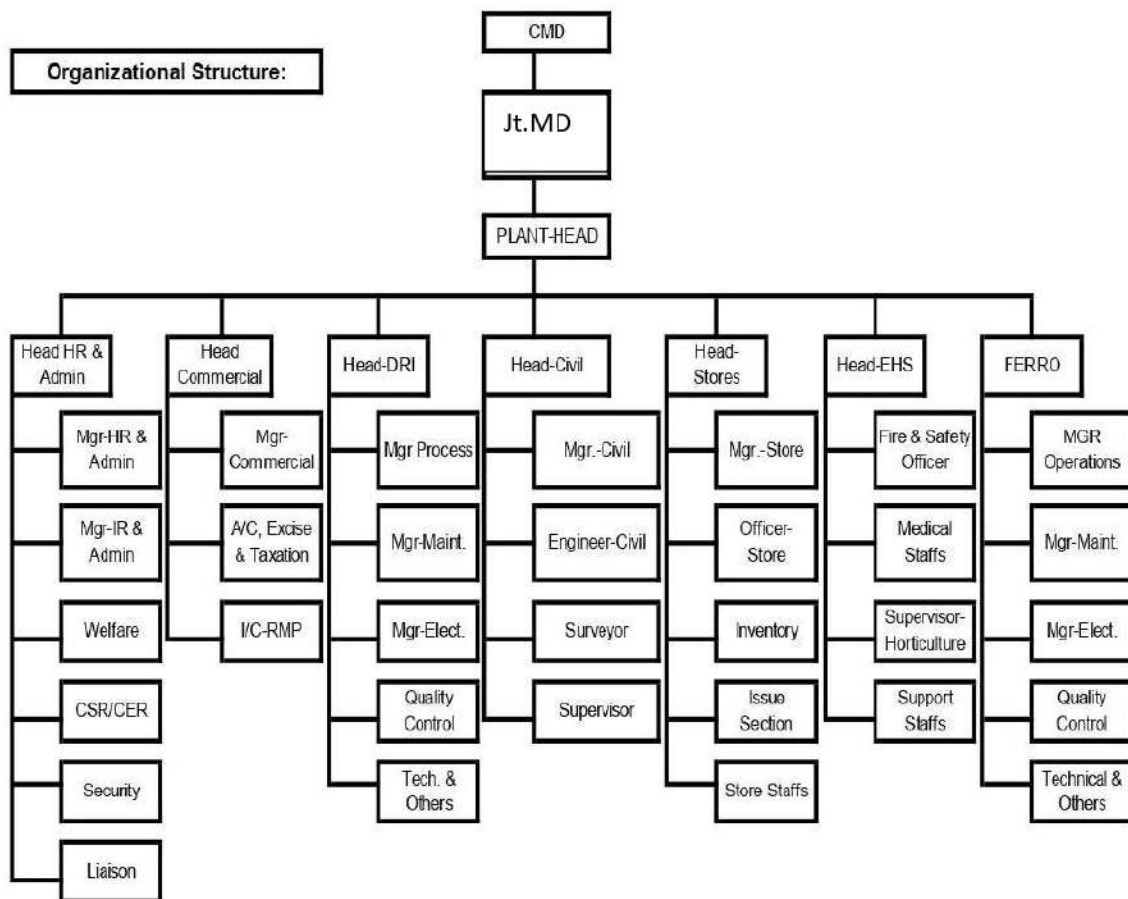 CMD
Organizational Structure:
Jt.MD
PLANT-HEAD
Head HR &
Admin
Head
Commercial
Head-DRI
Head-Civil
Head-
Stores
Head-EHS
FERRO
Mgr-HR &
Admin
Mgr-
Commercial
Mgr Process
Mgr.-Civil
Mgr.-Store
Fire & Safety
Officer
MGR
Operations
Mgr-IR &
Admin
A/C, Excise
& Taxation
Mgr-Maint.
Engineer-Civil
Officer-
Store
Medical
Staffs
Mgr-Maint.
Welfare
I/C-RMP
Mgr-Elect.
Surveyor
Inventory
Supervisor-
Horticulture
Mgr-Elect.
CSR/CER
Quality
Control
Supervisor
Issue
Section
Support
Staffs
Quality
Control
Security
Tech. &
Others
Store Staffs
Technical &
Others
Liaison